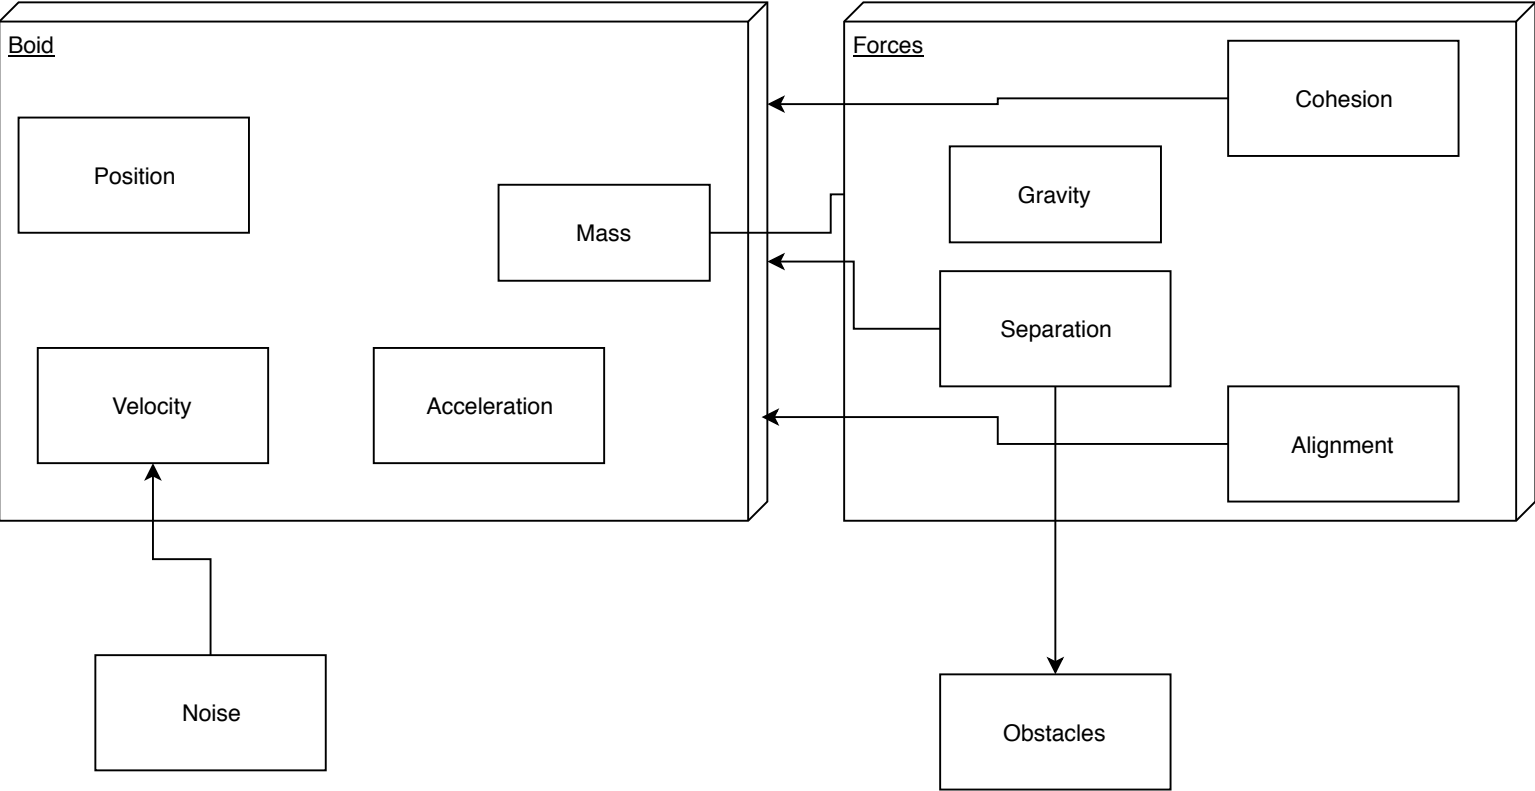 Boid
Forces
Cohesion
Position
Gravity
Mass
Separation
Velocity
Acceleration
Alignment
Noise
Obstacles